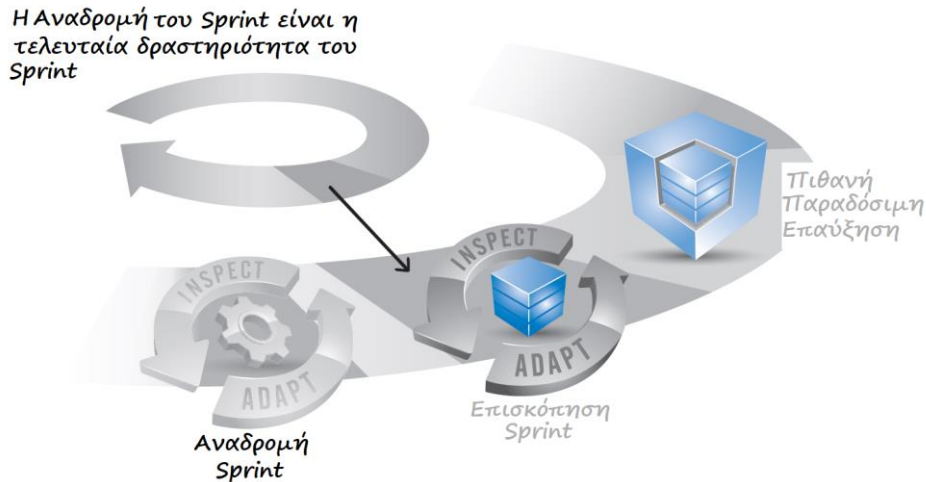 Η Αναδρομή του Sprint είναι η
τελευταία δραστηριότητα του
Sprint
Πιθανή
Παραδόσιμη
Επαύξηση
INSPECT
ADAPT
Επισκόπηση
Sprint
INSPECT
ADAPT
Αναδρομή
Sprint